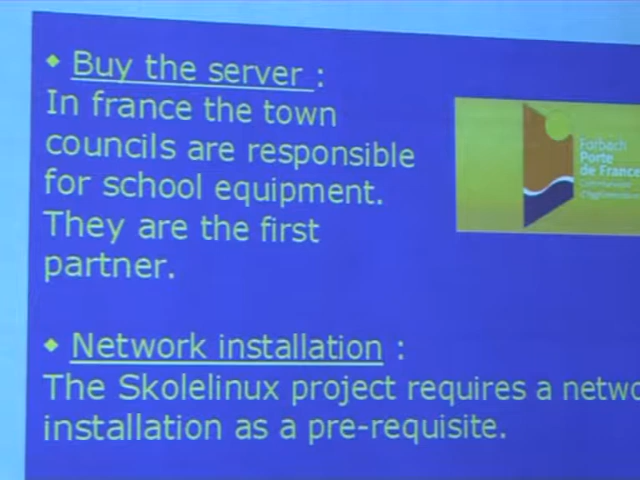 ◆ Buy the server :
In france the town
councils are responsible
for school equipment.
They are the first
partner.
Forbach
Porte
de France
◆ Network installation :
The Skolelinux project requires a netwo
installation as a pre-requisite.